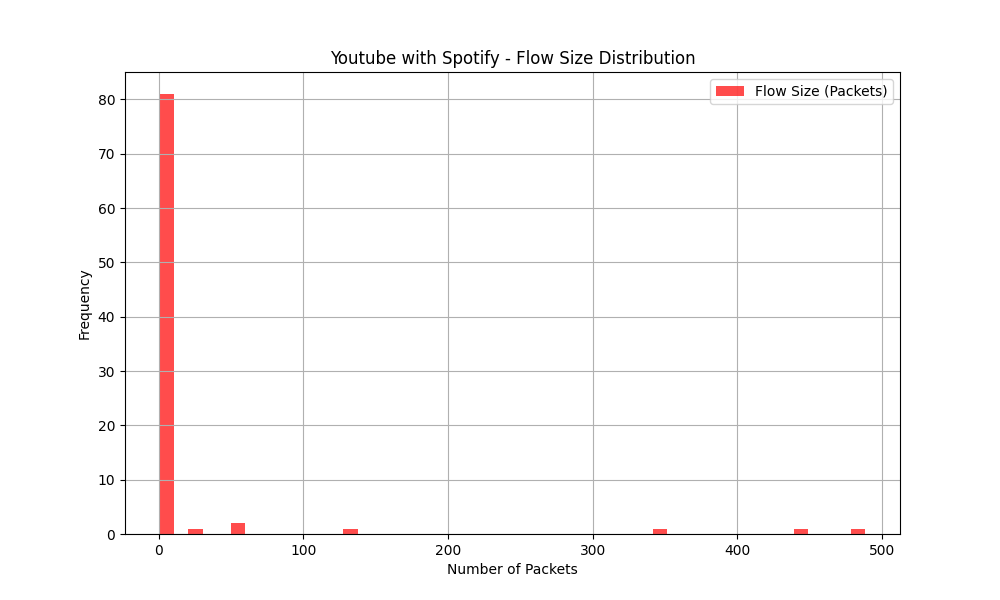 Youtube with Spotify - Flow Size Distribution
Flow Size (Packets)
Frequency
80
70
60
50
40
30
20
10
0
0 100 200 300 400 500
Number of Packets